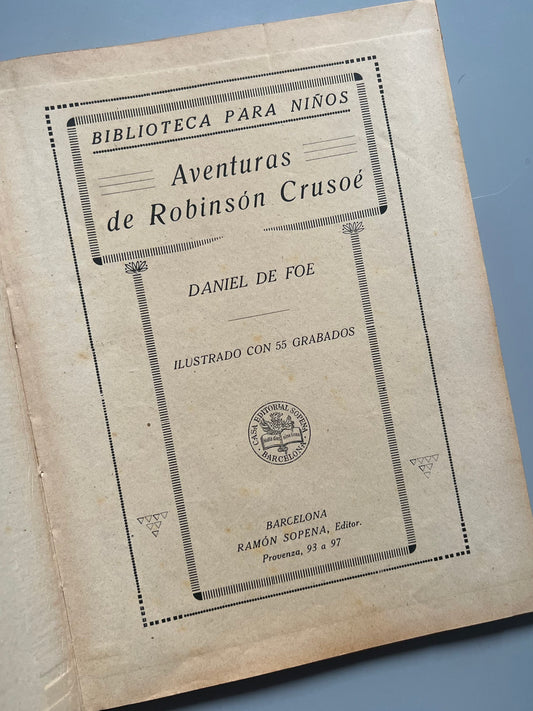 BIBLIOTECA PARA NIÑOS
Aventuras
de Robinsón Crusoé
DANIEL DE FOE
ILUSTRADO CON 55 GRABADOS
CASA EDITORIAL SOPENA
BARCELONA
BARCELONA
RAMÓN SOPENA, Editor.
Provenza, 93 a 97